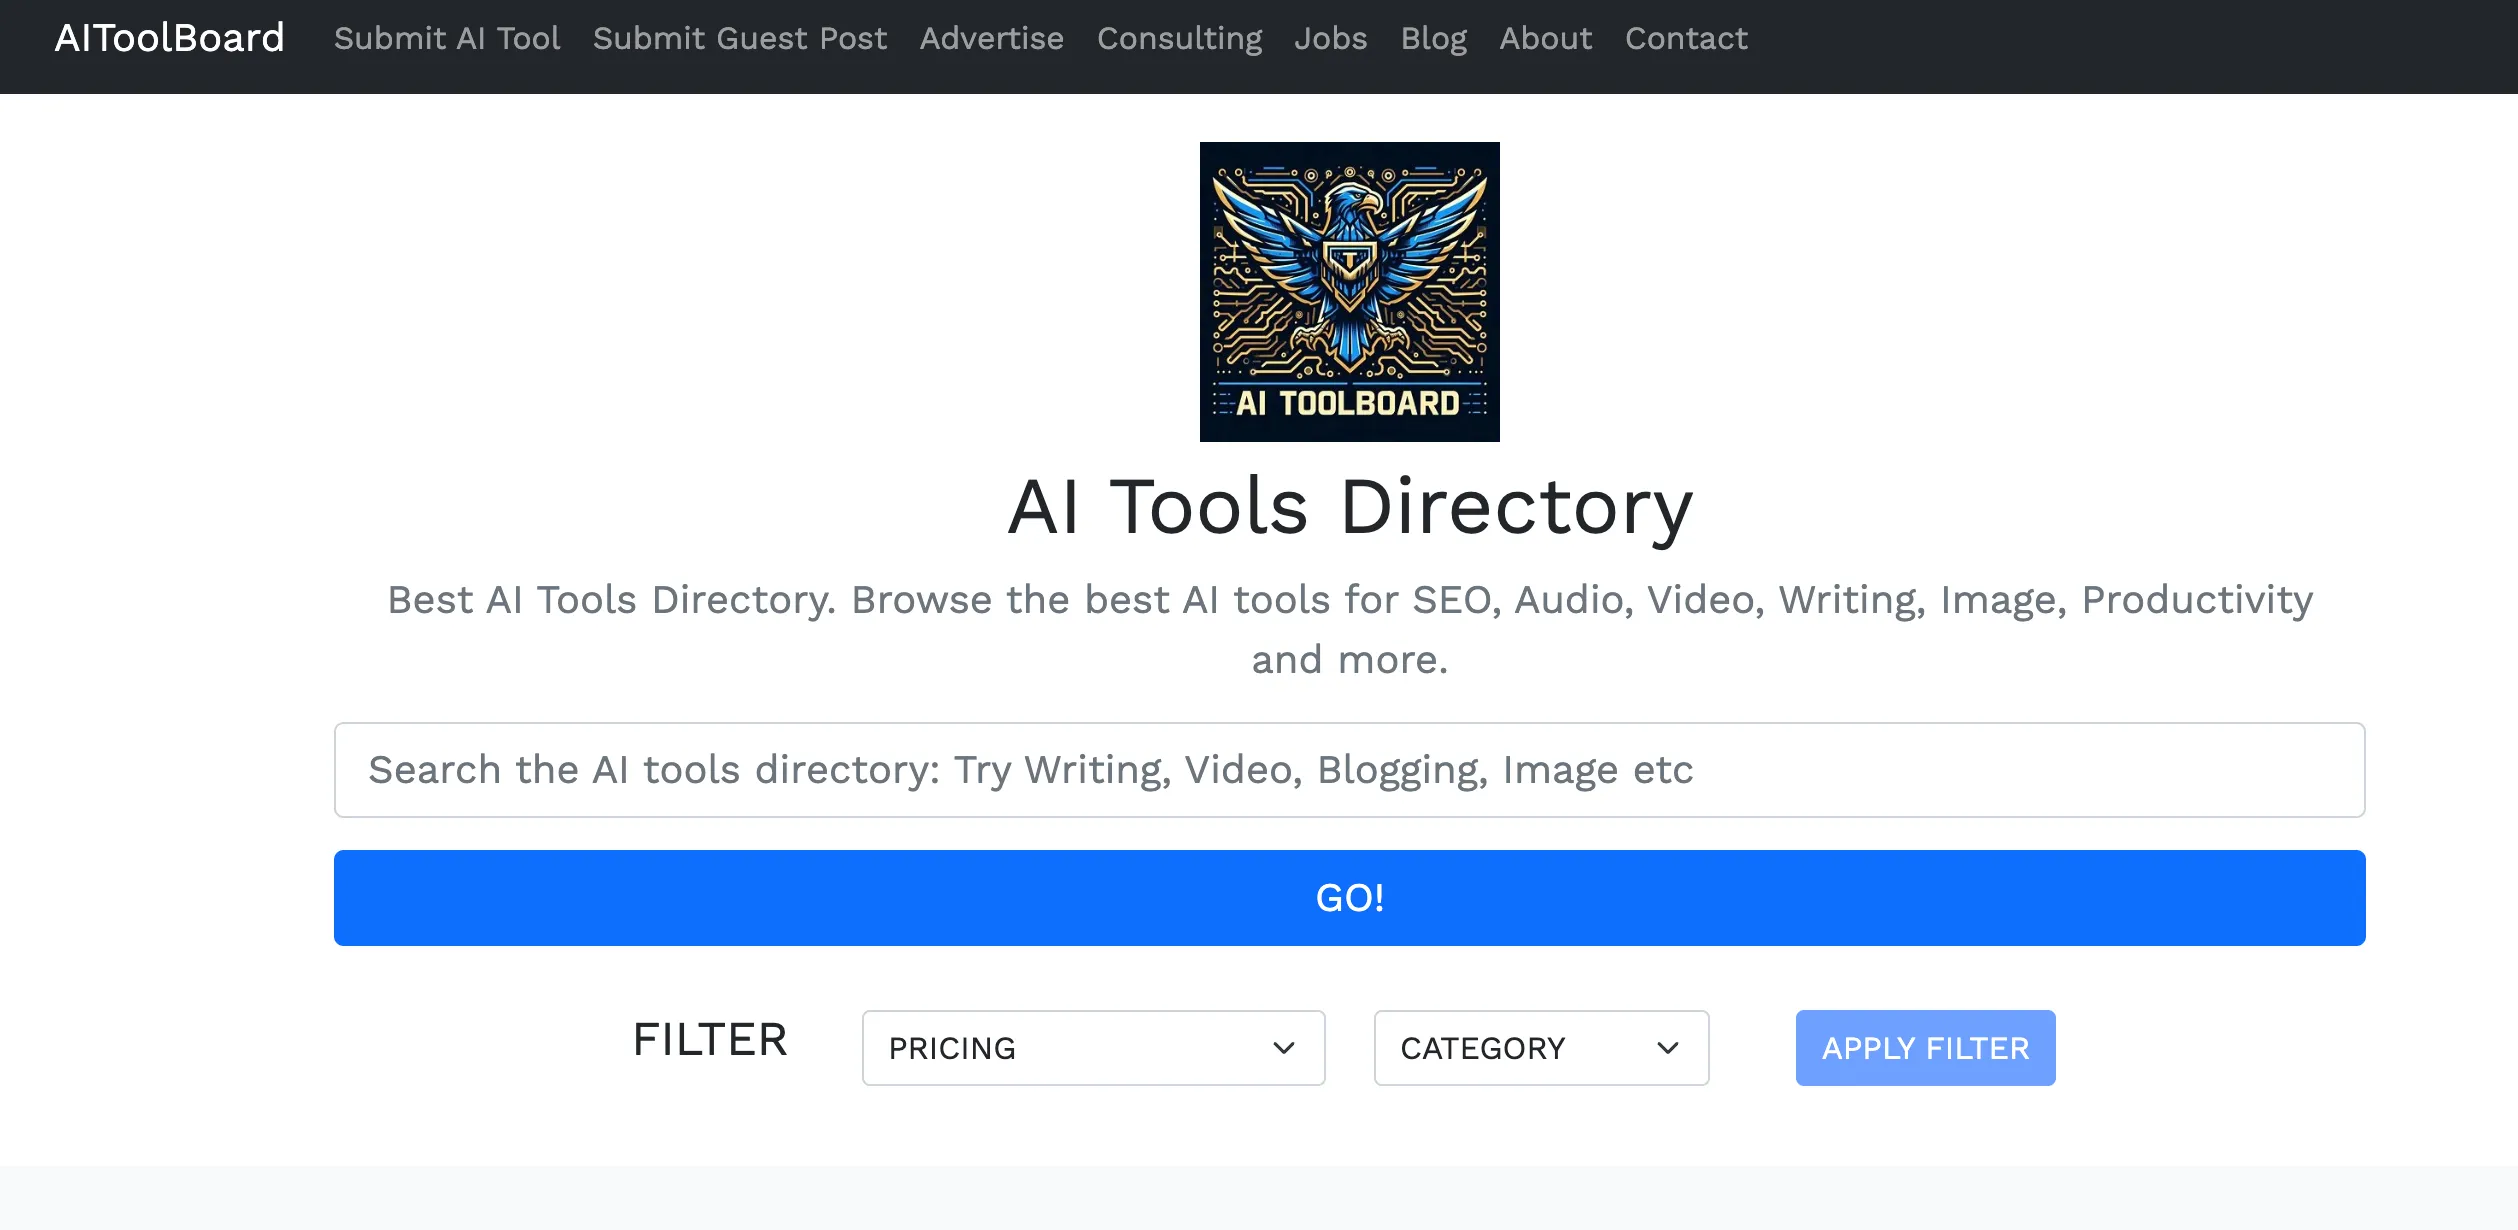 AIToolBoard Submit AI Tool Submit Guest Post Advertise Consulting Jobs Blog About Contact
T
AI TOOLBOARD
AI Tools Directory
Best AI Tools Directory. Browse the best AI tools for SEO, Audio, Video, Writing, Image, Productivity
and more.
Search the AI tools directory: Try Writing, Video, Blogging, Image etc
GO!
FILTER PRICING CATEGORY APPLY FILTER